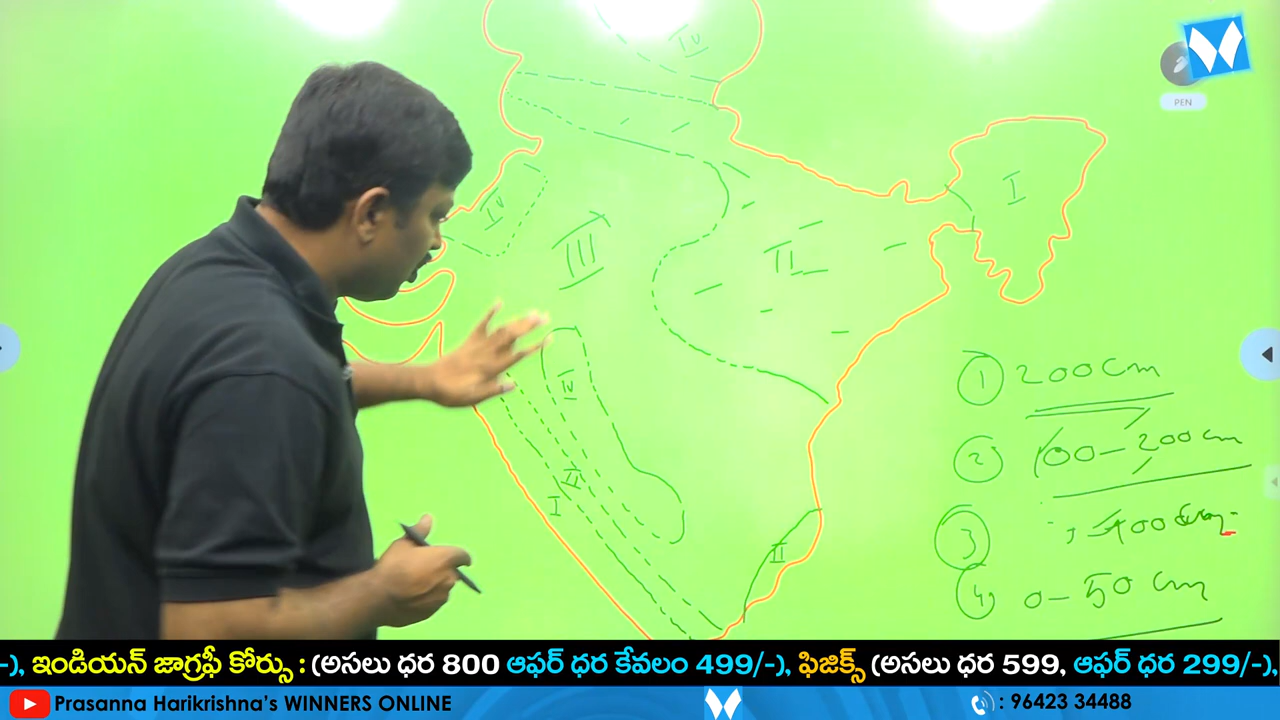 IV
PEN
I
IV
III
II
① 200 cm
IV
② 100 - 200 cm
II
I
③
II
④ 0 - 50 cm
-), ఇండియన్ జాగ్రఫీ కోర్సు : (అసలు ధర 800 ఆఫర్ ధర కేవలం 499/-), ఫిజిక్స్ (అసలు ధర 599, ఆఫర్ ధర 299/-),
Prasanna Harikrishna's WINNERS ONLINE
: 96423 34488